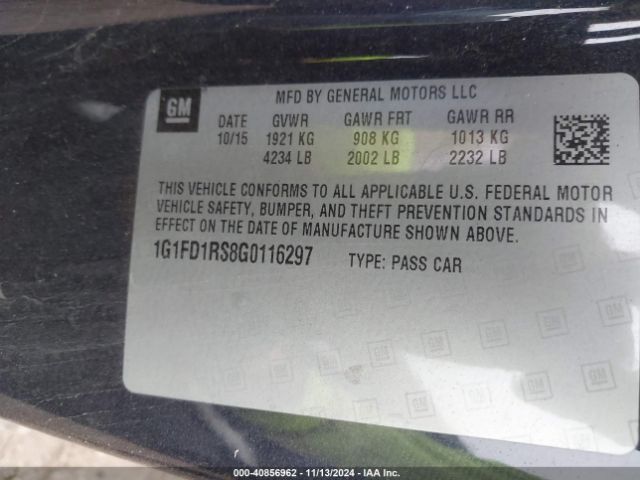 GM
MFD BY GENERAL MOTORS LLC
DATE GVWR GAWR FRT GAWR RR
10/15 1921 KG 908 KG 1013 KG
4234 LB 2002 LB 2232 LB
THIS VEHICLE CONFORMS TO ALL APPLICABLE U.S. FEDERAL MOTOR
VEHICLE SAFETY, BUMPER, AND THEFT PREVENTION STANDARDS IN
EFFECT ON THE DATE OF MANUFACTURE SHOWN ABOVE.
1G1FD1RS8G0116297 TYPE: PASS CAR
000-40856962 - 11/13/2024 - IAA Inc.